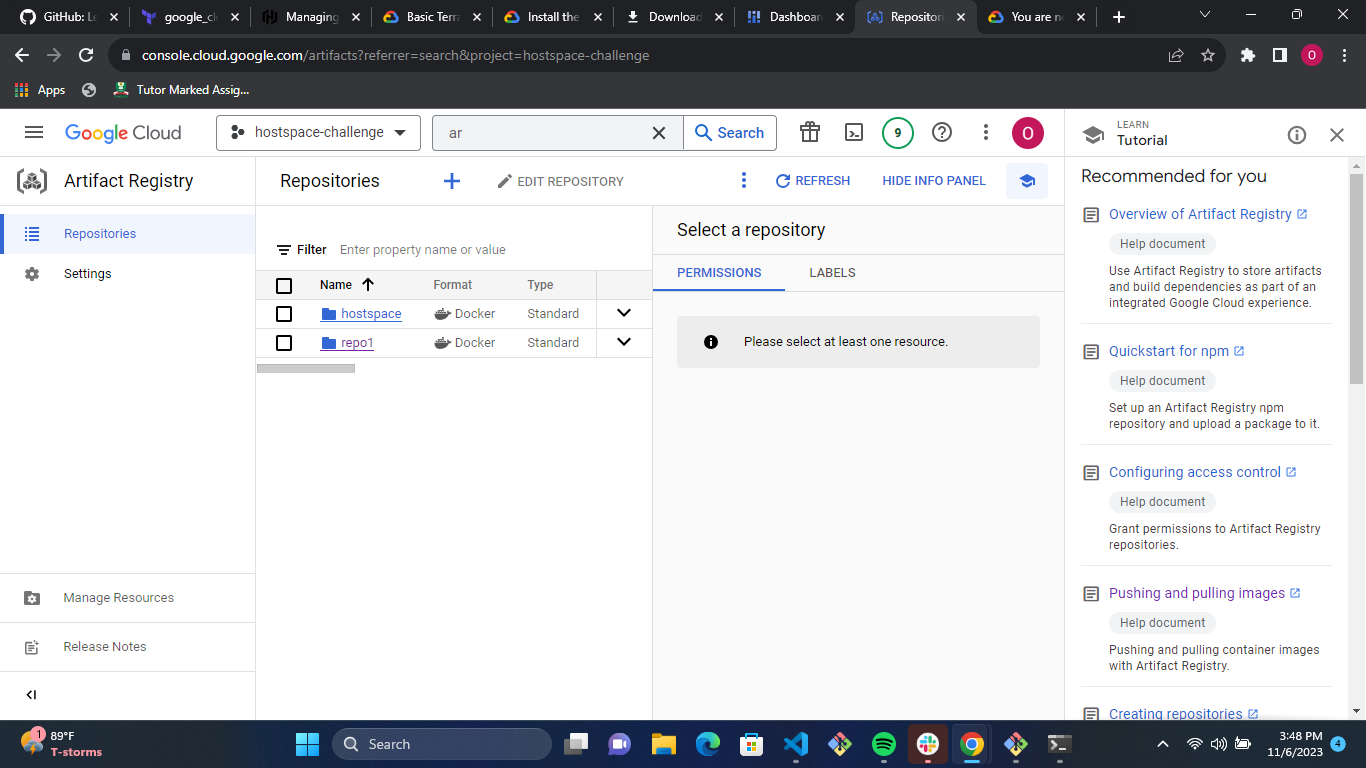 GitHub: Le
google_cl
Managing
Basic Terra
Install the
Download
Dashboar
Repositori
You are n
console.cloud.google.com/artifacts?referrer=search&project=hostspace-challenge
O
Apps
Tutor Marked Assig...
Google Cloud
hostspace-challenge
ar
Search
9
O
LEARN
Tutorial
Artifact Registry
Repositories
EDIT REPOSITORY
REFRESH
HIDE INFO PANEL
Recommended for you
Repositories
Settings
Manage Resources
Release Notes
Filter Enter property name or value
Name Format Type
hostspace Docker Standard
repo1 Docker Standard
Select a repository
PERMISSIONS LABELS
Please select at least one resource.
Overview of Artifact Registry
Help document
Use Artifact Registry to store artifacts
and build dependencies as part of an
integrated Google Cloud experience.
Quickstart for npm
Help document
Set up an Artifact Registry npm
repository and upload a package to it.
Configuring access control
Help document
Grant permissions to Artifact Registry
repositories.
Pushing and pulling images
Help document
Pushing and pulling container images
with Artifact Registry.
Creating repositories
1
89°F
T-storms
Search
3:48 PM
11/6/2023
4